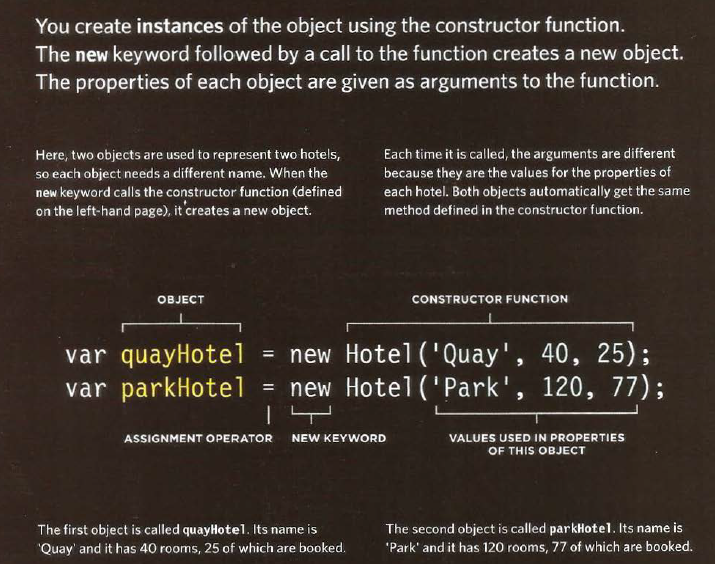 You create instances of the object using the constructor function.
The new keyword followed by a call to the function creates a new object.
The properties of each object are given as arguments to the function.
Here, two objects are used to represent two hotels,
so each object needs a different name. When the
new keyword calls the constructor function (defined
on the left-hand page), it creates a new object.
Each time it is called, the arguments are different
because they are the values for the properties of
each hotel. Both objects automatically get the same
method defined in the constructor function.
OBJECT
CONSTRUCTOR FUNCTION
var quayHotel = new Hotel('Quay', 40, 25);
var parkHotel = new Hotel('Park', 120, 77);
ASSIGNMENT OPERATOR
NEW KEYWORD
VALUES USED IN PROPERTIES
OF THIS OBJECT
The first object is called quayHotel. Its name is
'Quay' and it has 40 rooms, 25 of which are booked.
The second object is called parkHotel. Its name is
'Park' and it has 120 rooms, 77 of which are booked.